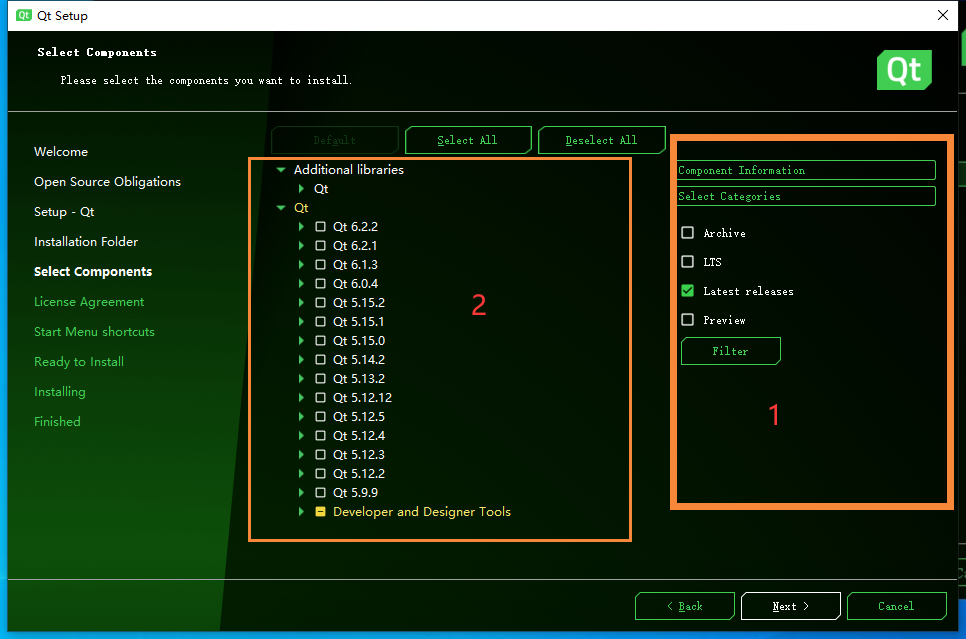 Qt Qt Setup
Select Components
Please select the components you want to install.
Qt
Welcome
Open Source Obligations
Setup - Qt
Installation Folder
Select Components
License Agreement
Start Menu shortcuts
Ready to Install
Installing
Finished
Default Select All Deselect All
Additional libraries
Qt
Qt
Qt 6.2.2
Qt 6.2.1
Qt 6.1.3
Qt 6.0.4
Qt 5.15.2
Qt 5.15.1
Qt 5.15.0
Qt 5.14.2
Qt 5.13.2
Qt 5.12.12
Qt 5.12.5
Qt 5.12.4
Qt 5.12.3
Qt 5.12.2
Qt 5.9.9
Developer and Designer Tools
2
Component Information
Select Categories
Archive
LTS
Latest releases
Preview
Filter
1
< Back Next > Cancel